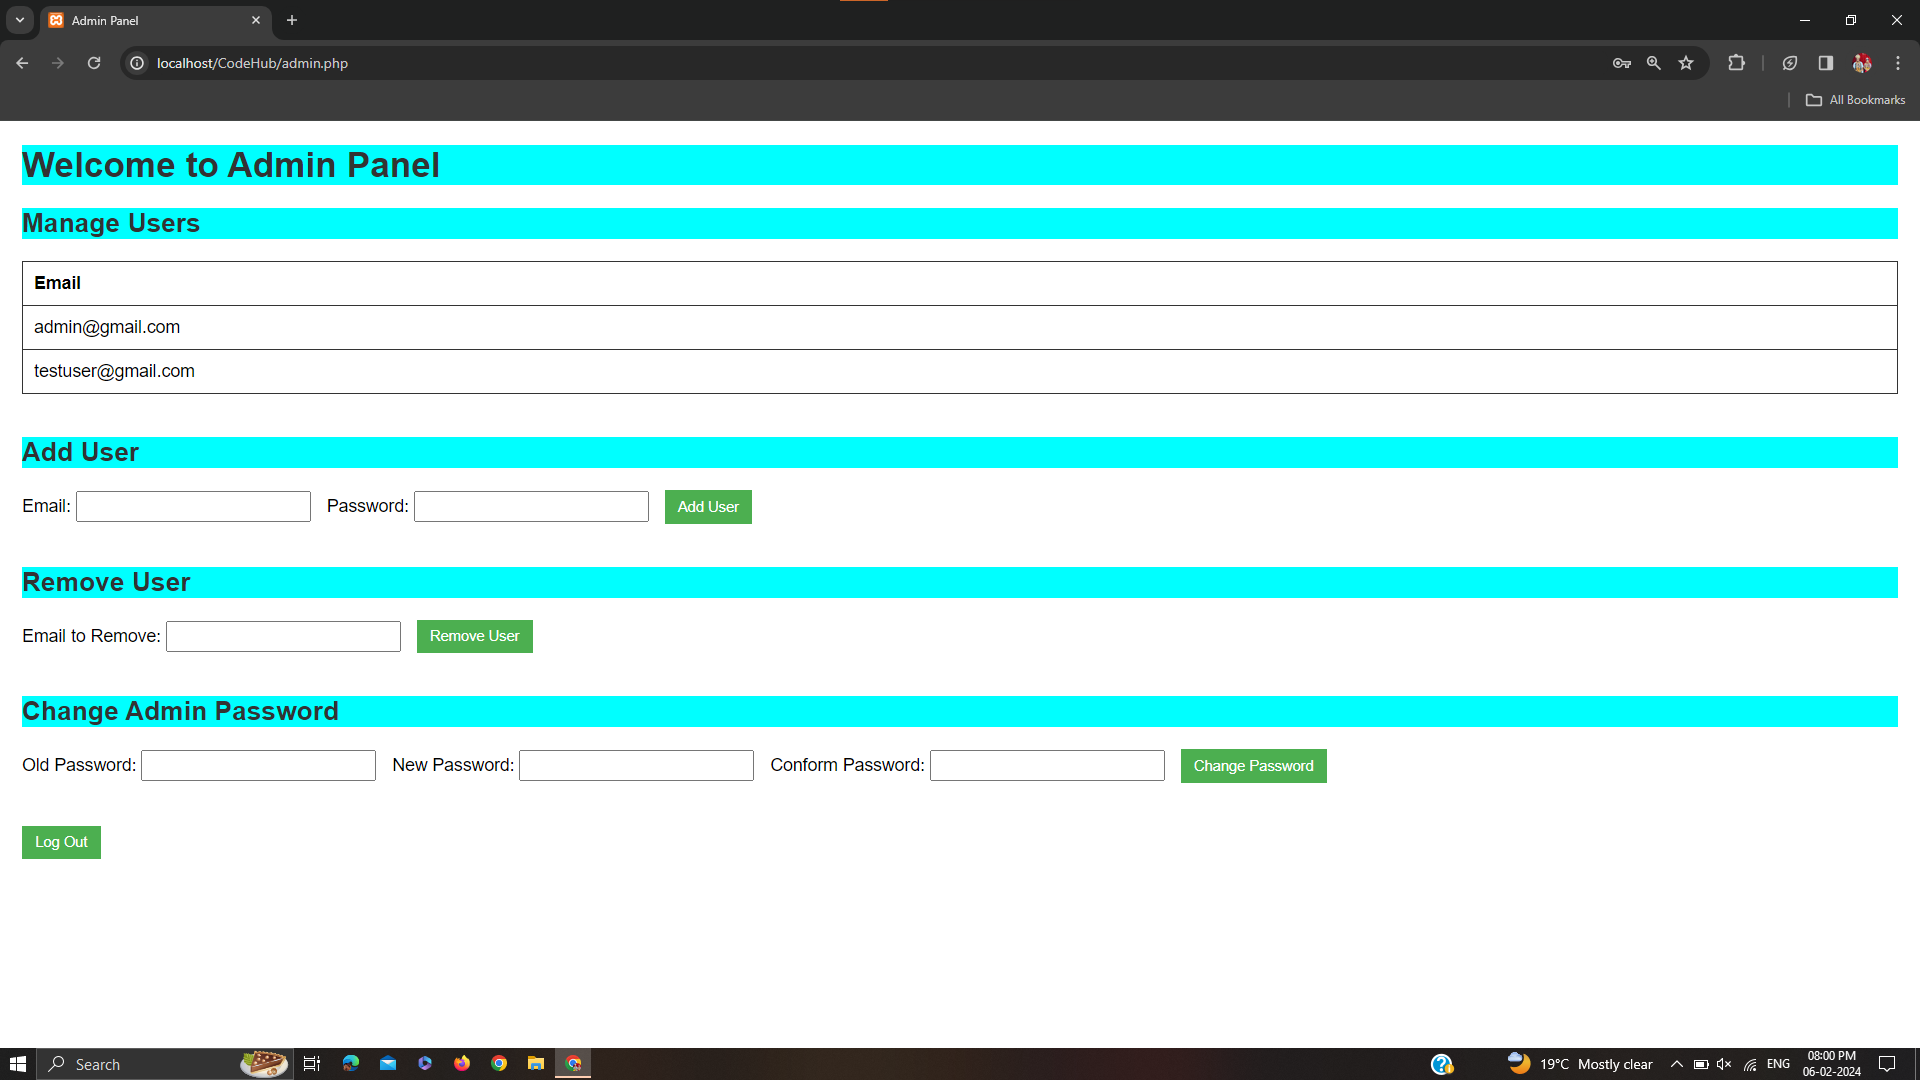 Admin Panel
localhost/CodeHub/admin.php
All Bookmarks
Welcome to Admin Panel
Manage Users
Email
admin@gmail.com
testuser@gmail.com
Add User
Email: Password: Add User
Remove User
Email to Remove: Remove User
Change Admin Password
Old Password: New Password: Conform Password: Change Password
Log Out
Search 19°C Mostly clear ENG 08:00 PM
06-02-2024